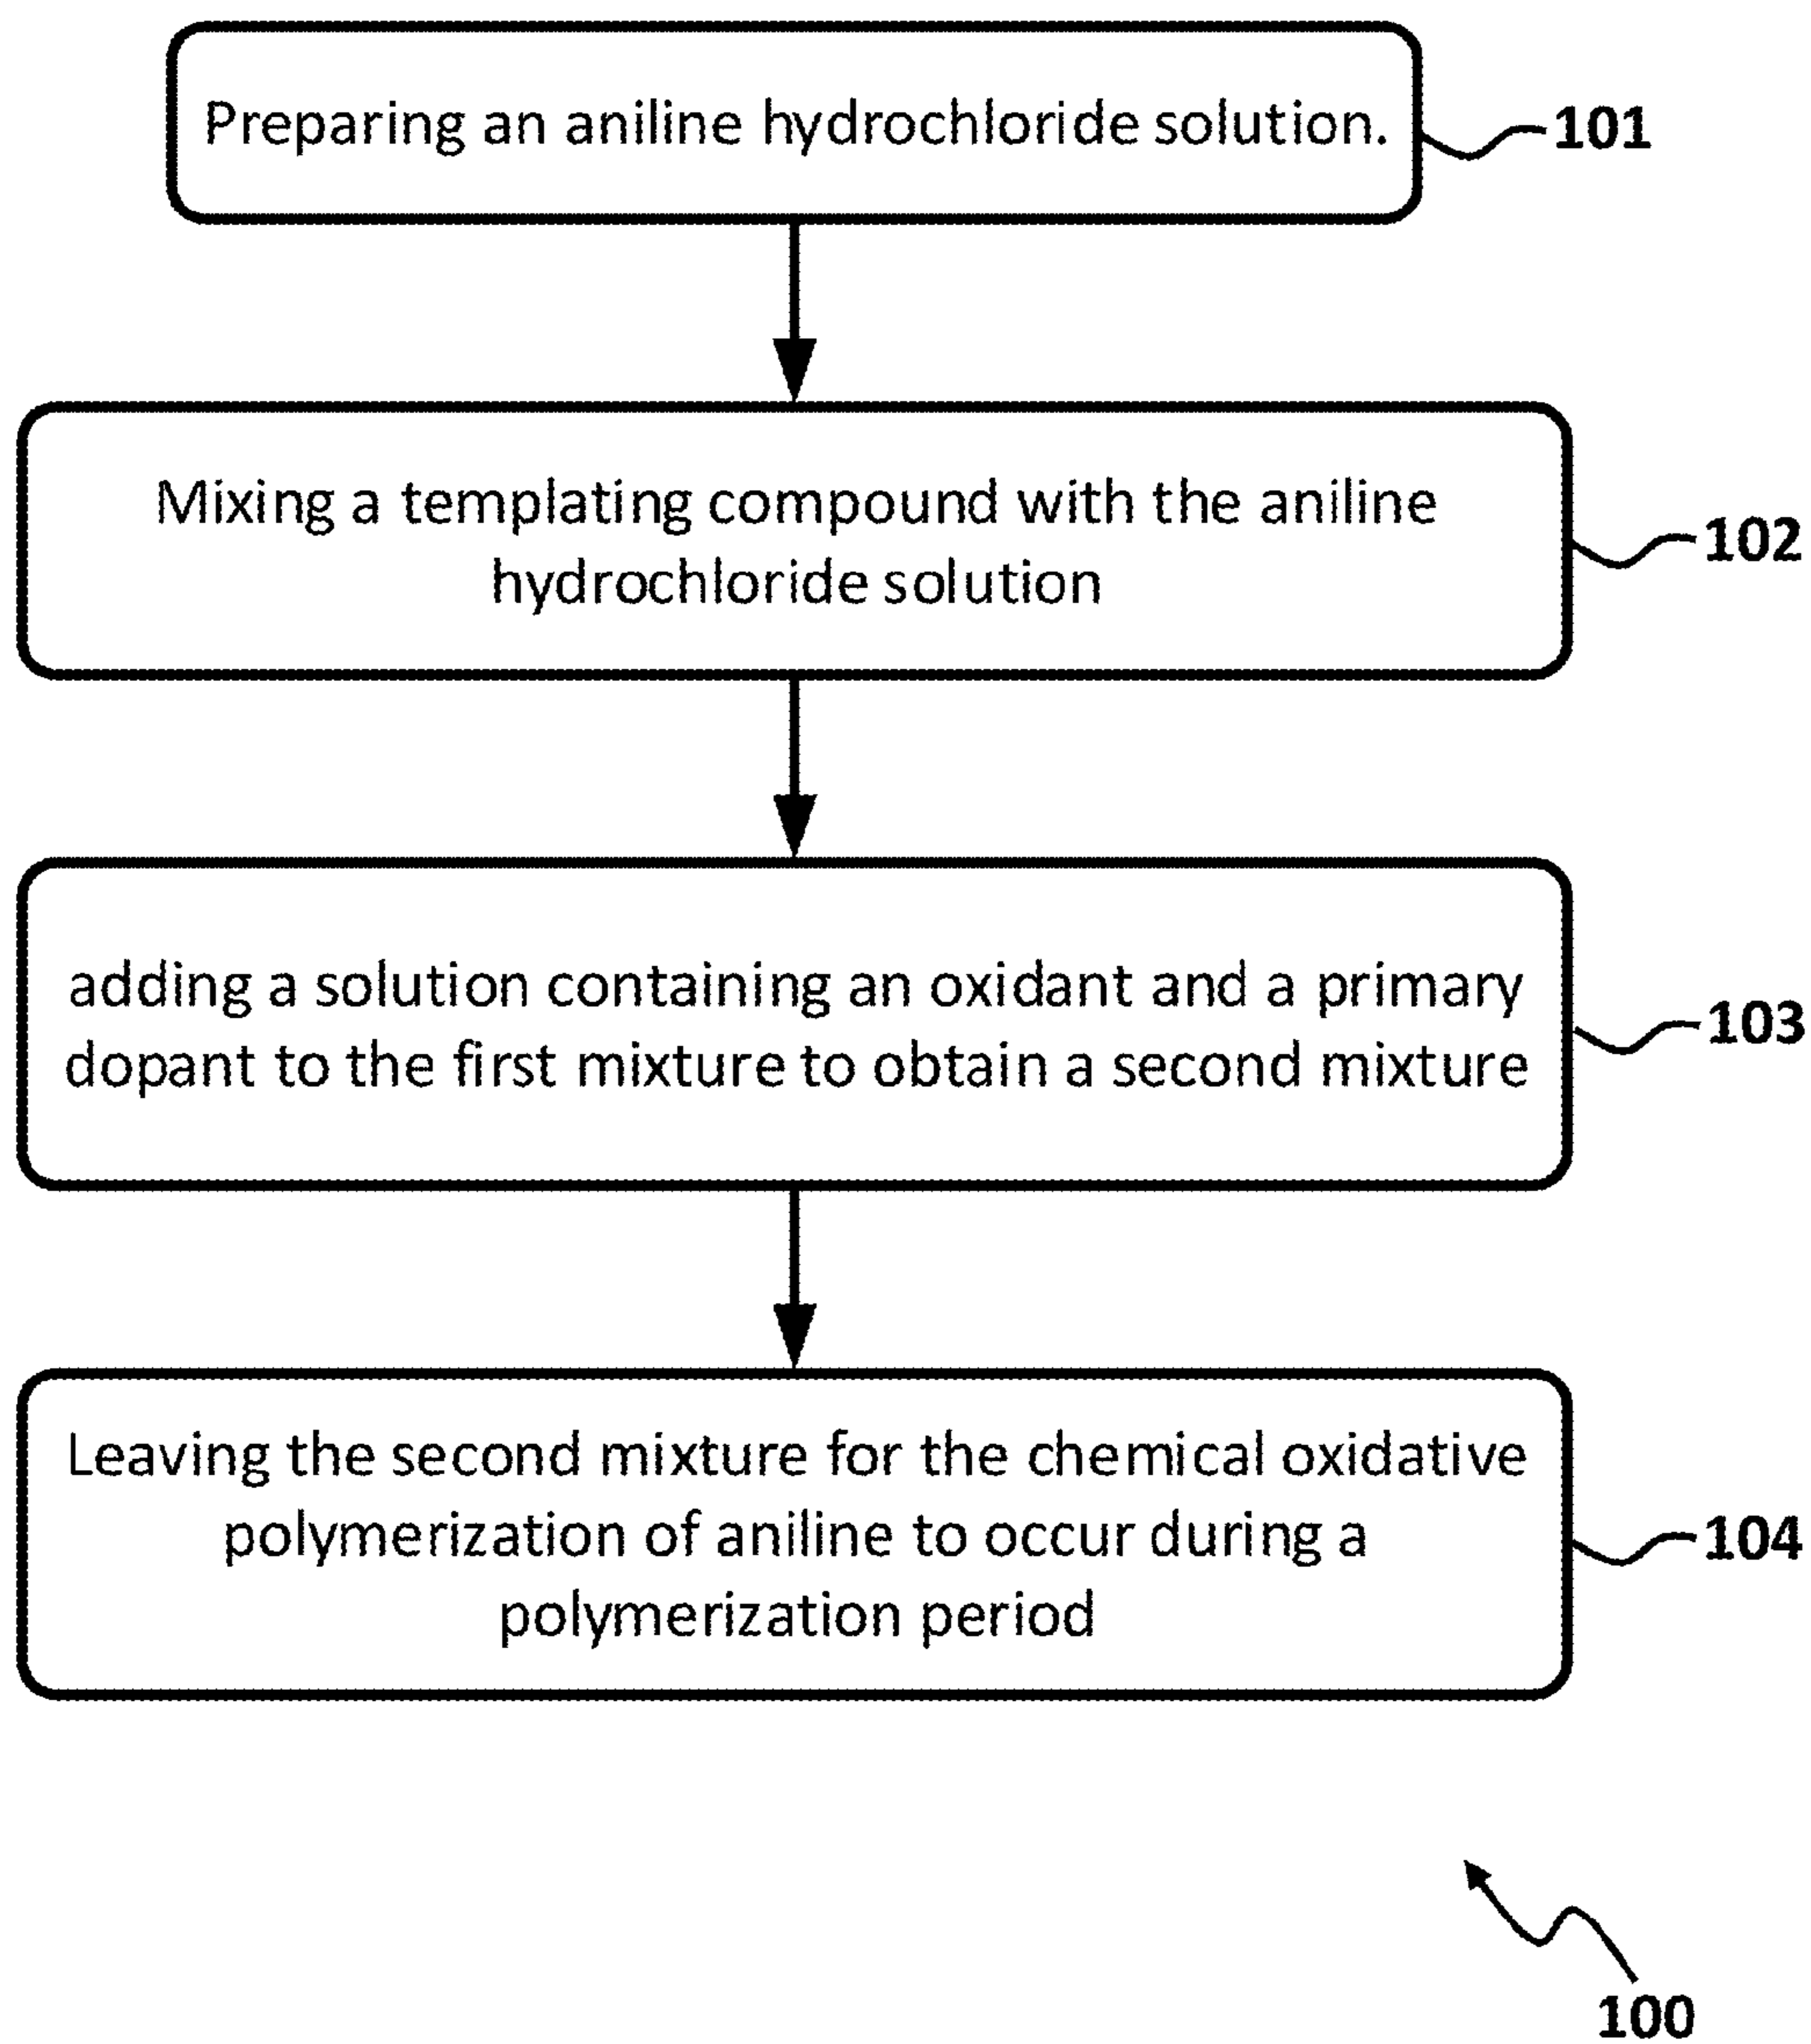 Preparing an aniline hydrochloride solution.
101
Mixing a templating compound with the aniline
hydrochloride solution
102
adding a solution containing an oxidant and a primary
dopant to the first mixture to obtain a second mixture
103
Leaving the second mixture for the chemical oxidative
polymerization of aniline to occur during a
polymerization period
104
100